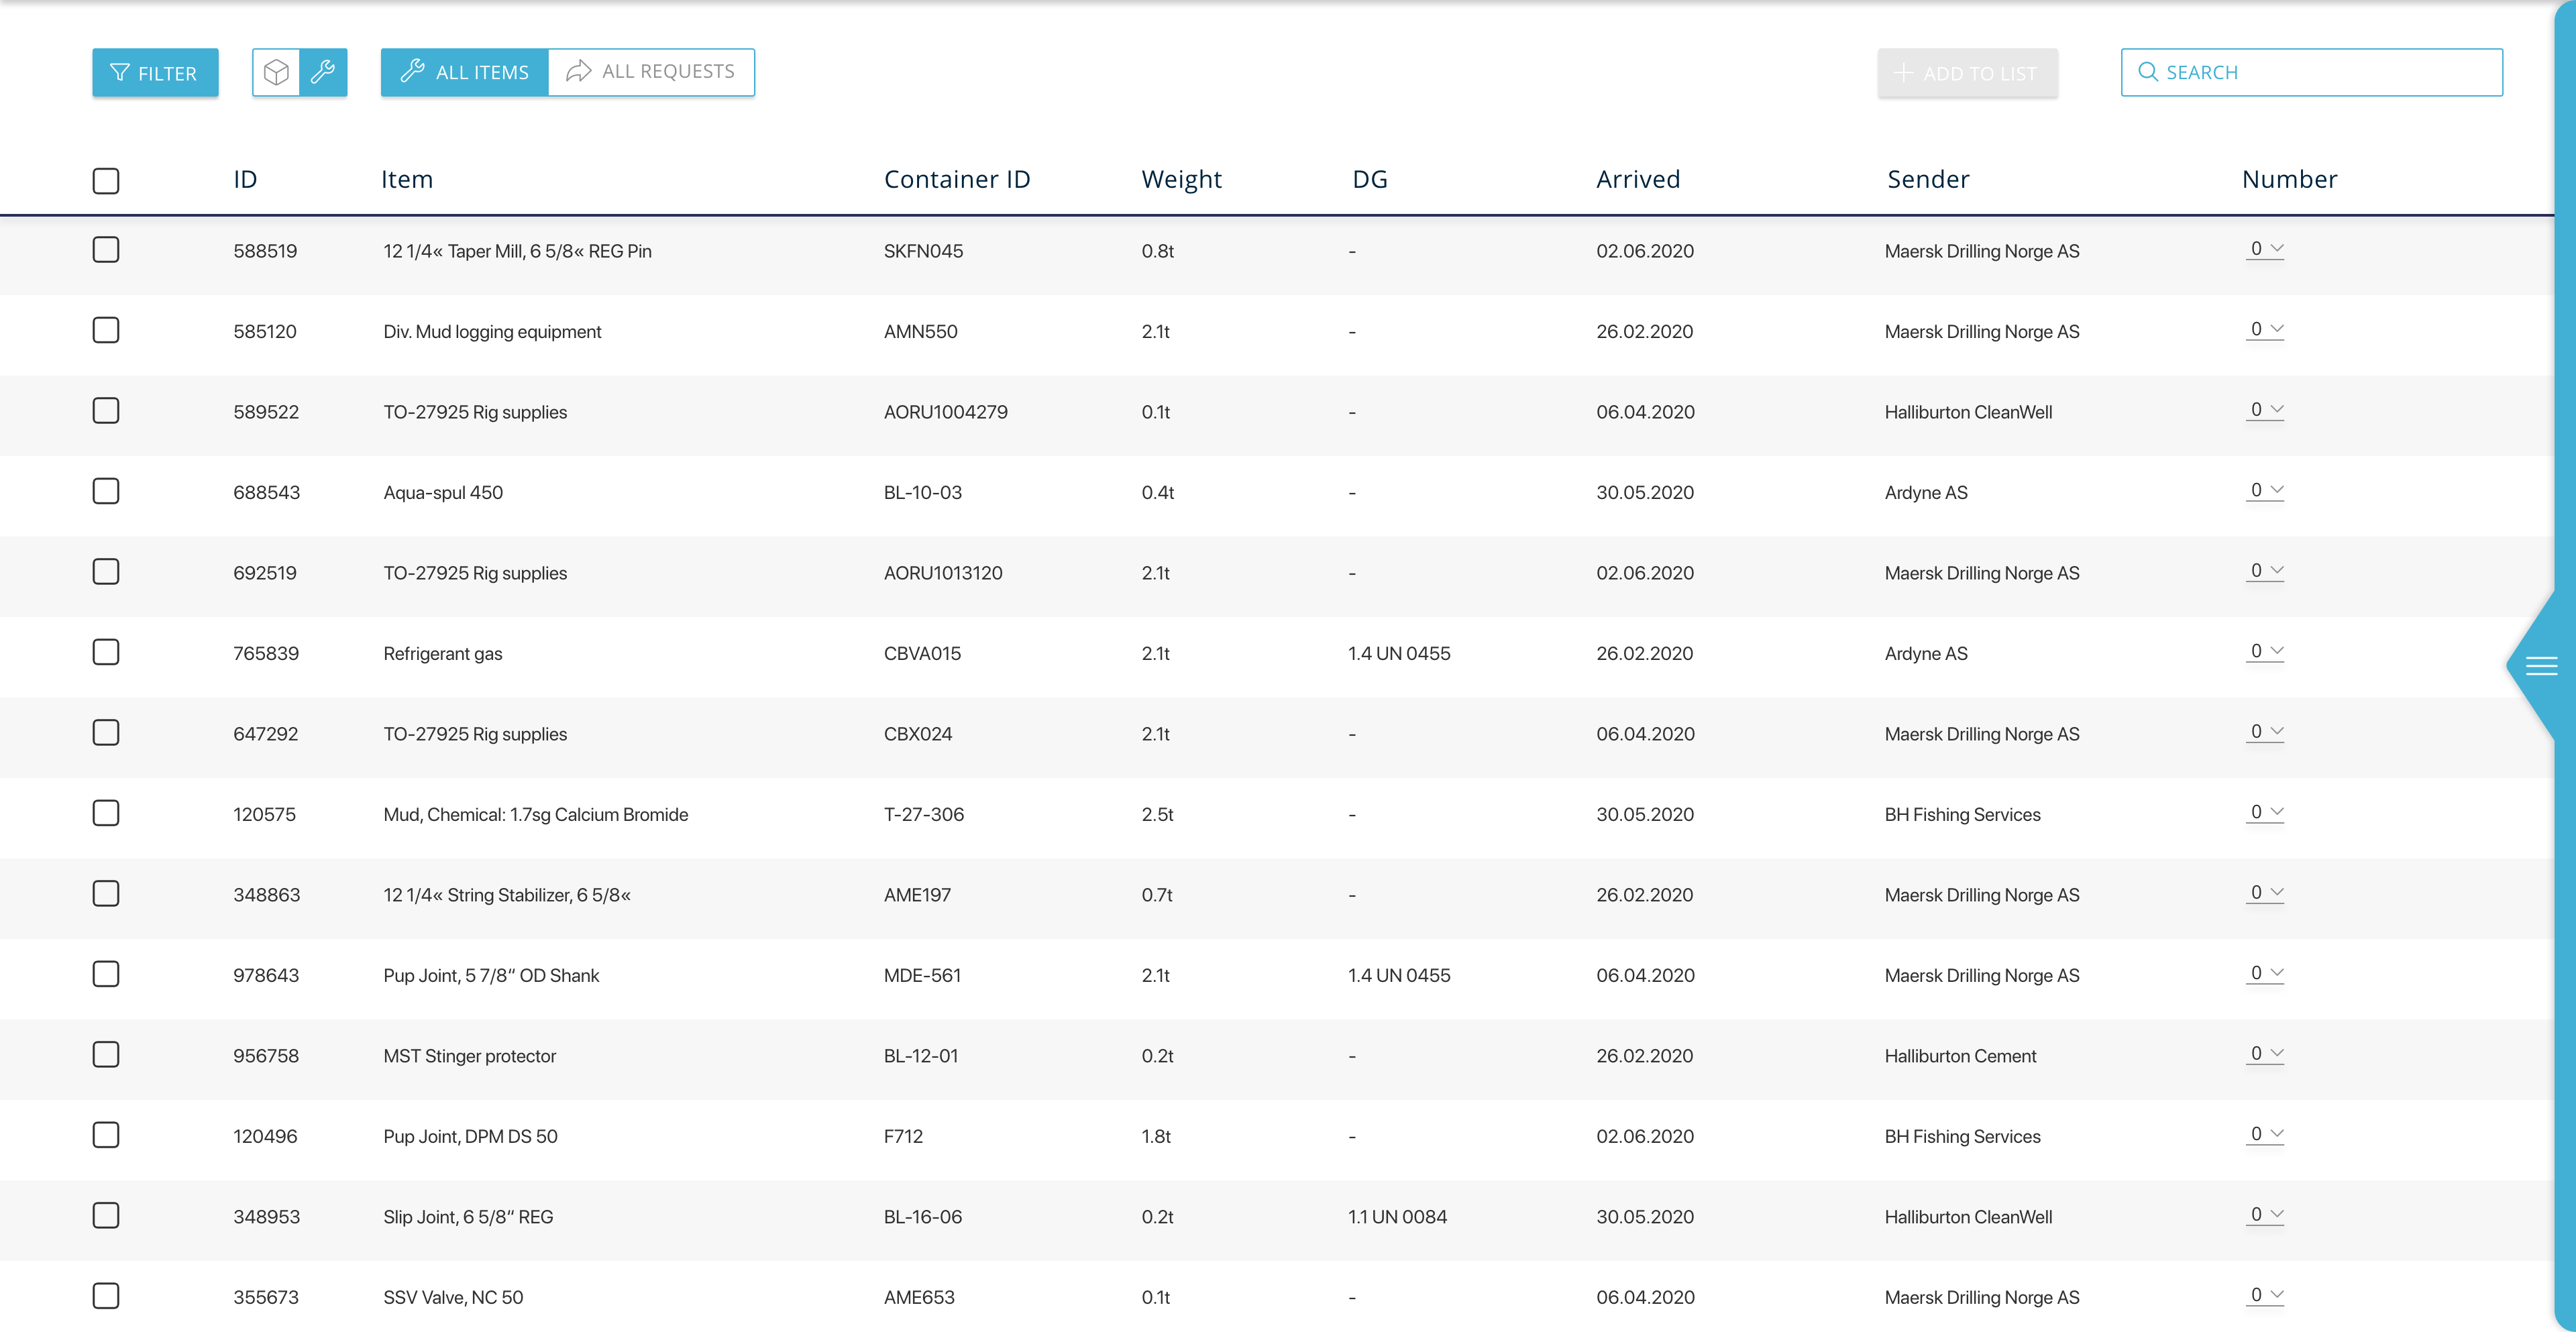 FILTER ALL ITEMS ALL REQUESTS ADD TO LIST SEARCH
ID Item Container ID Weight DG Arrived Sender Number
588519 12 1/4« Taper Mill, 6 5/8« REG Pin SKFN045 0.8t - 02.06.2020 Maersk Drilling Norge AS 0
585120 Div. Mud logging equipment AMN550 2.1t - 26.02.2020 Maersk Drilling Norge AS 0
589522 TO-27925 Rig supplies AORU1004279 0.1t - 06.04.2020 Halliburton CleanWell 0
688543 Aqua-spul 450 BL-10-03 0.4t - 30.05.2020 Ardyne AS 0
692519 TO-27925 Rig supplies AORU1013120 2.1t - 02.06.2020 Maersk Drilling Norge AS 0
765839 Refrigerant gas CBVA015 2.1t 1.4 UN 0455 26.02.2020 Ardyne AS 0
647292 TO-27925 Rig supplies CBX024 2.1t - 06.04.2020 Maersk Drilling Norge AS 0
120575 Mud, Chemical: 1.7sg Calcium Bromide T-27-306 2.5t - 30.05.2020 BH Fishing Services 0
348863 12 1/4« String Stabilizer, 6 5/8« AME197 0.7t - 26.02.2020 Maersk Drilling Norge AS 0
978643 Pup Joint, 5 7/8“ OD Shank MDE-561 2.1t 1.4 UN 0455 06.04.2020 Maersk Drilling Norge AS 0
956758 MST Stinger protector BL-12-01 0.2t - 26.02.2020 Halliburton Cement 0
120496 Pup Joint, DPM DS 50 F712 1.8t - 02.06.2020 BH Fishing Services 0
348953 Slip Joint, 6 5/8“ REG BL-16-06 0.2t 1.1 UN 0084 30.05.2020 Halliburton CleanWell 0
355673 SSV Valve, NC 50 AME653 0.1t - 06.04.2020 Maersk Drilling Norge AS 0